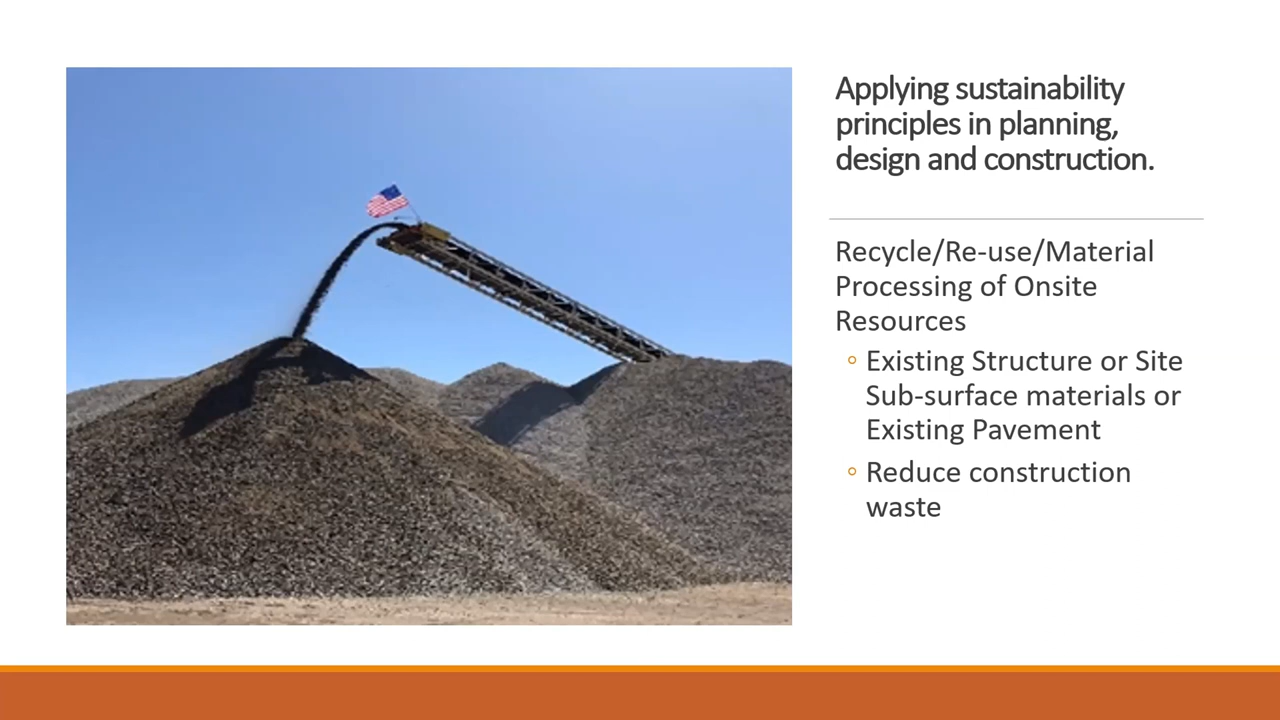 Applying sustainability
principles in planning,
design and construction.
Recycle/Re-use/Material
Processing of Onsite
Resources
Existing Structure or Site
Sub-surface materials or
Existing Pavement
Reduce construction
waste